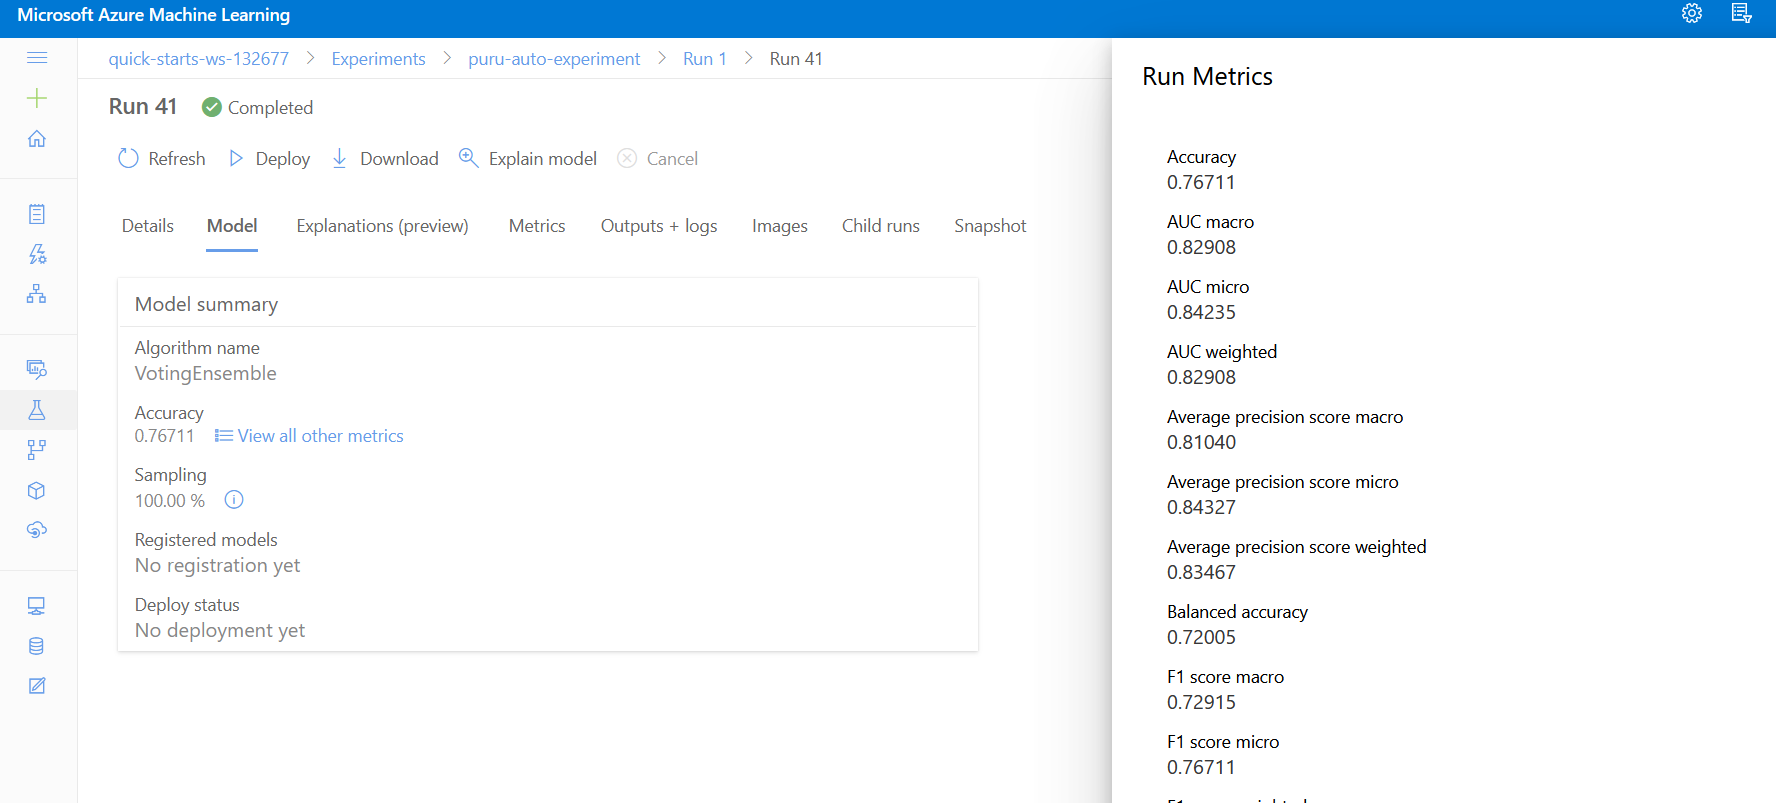 Microsoft Azure Machine Learning
quick-starts-ws-132677 > Experiments > puru-auto-experiment > Run 1 > Run 41
Run 41 Completed
Refresh Deploy Download Explain model Cancel
Details Model Explanations (preview) Metrics Outputs + logs Images Child runs Snapshot
Model summary
Algorithm name
VotingEnsemble
Accuracy
0.76711 View all other metrics
Sampling
100.00 %
Registered models
No registration yet
Deploy status
No deployment yet
Run Metrics
Accuracy
0.76711
AUC macro
0.82908
AUC micro
0.84235
AUC weighted
0.82908
Average precision score macro
0.81040
Average precision score micro
0.84327
Average precision score weighted
0.83467
Balanced accuracy
0.72005
F1 score macro
0.72915
F1 score micro
0.76711